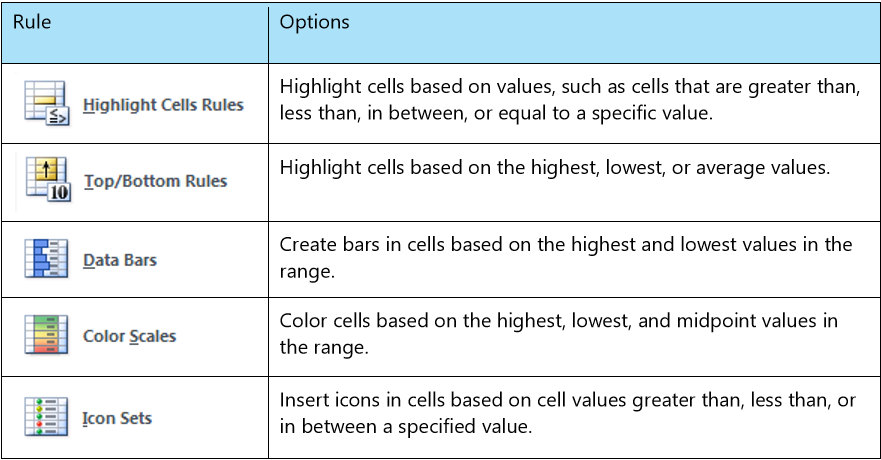 Rule
Options
Highlight Cells Rules
Highlight cells based on values, such as cells that are greater than,
less than, in between, or equal to a specific value.
10
Top/Bottom Rules
Highlight cells based on the highest, lowest, or average values.
Data Bars
Create bars in cells based on the highest and lowest values in the
range.
Color Scales
Color cells based on the highest, lowest, and midpoint values in
the range.
Icon Sets
Insert icons in cells based on cell values greater than, less than, or
in between a specified value.